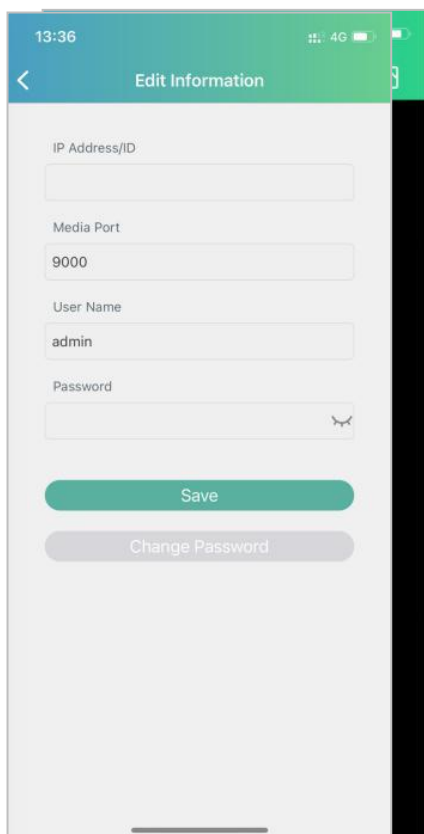 13:36
4G
Edit Information
IP Address/ID
Media Port
9000
User Name
admin
Password
Save
Change Password